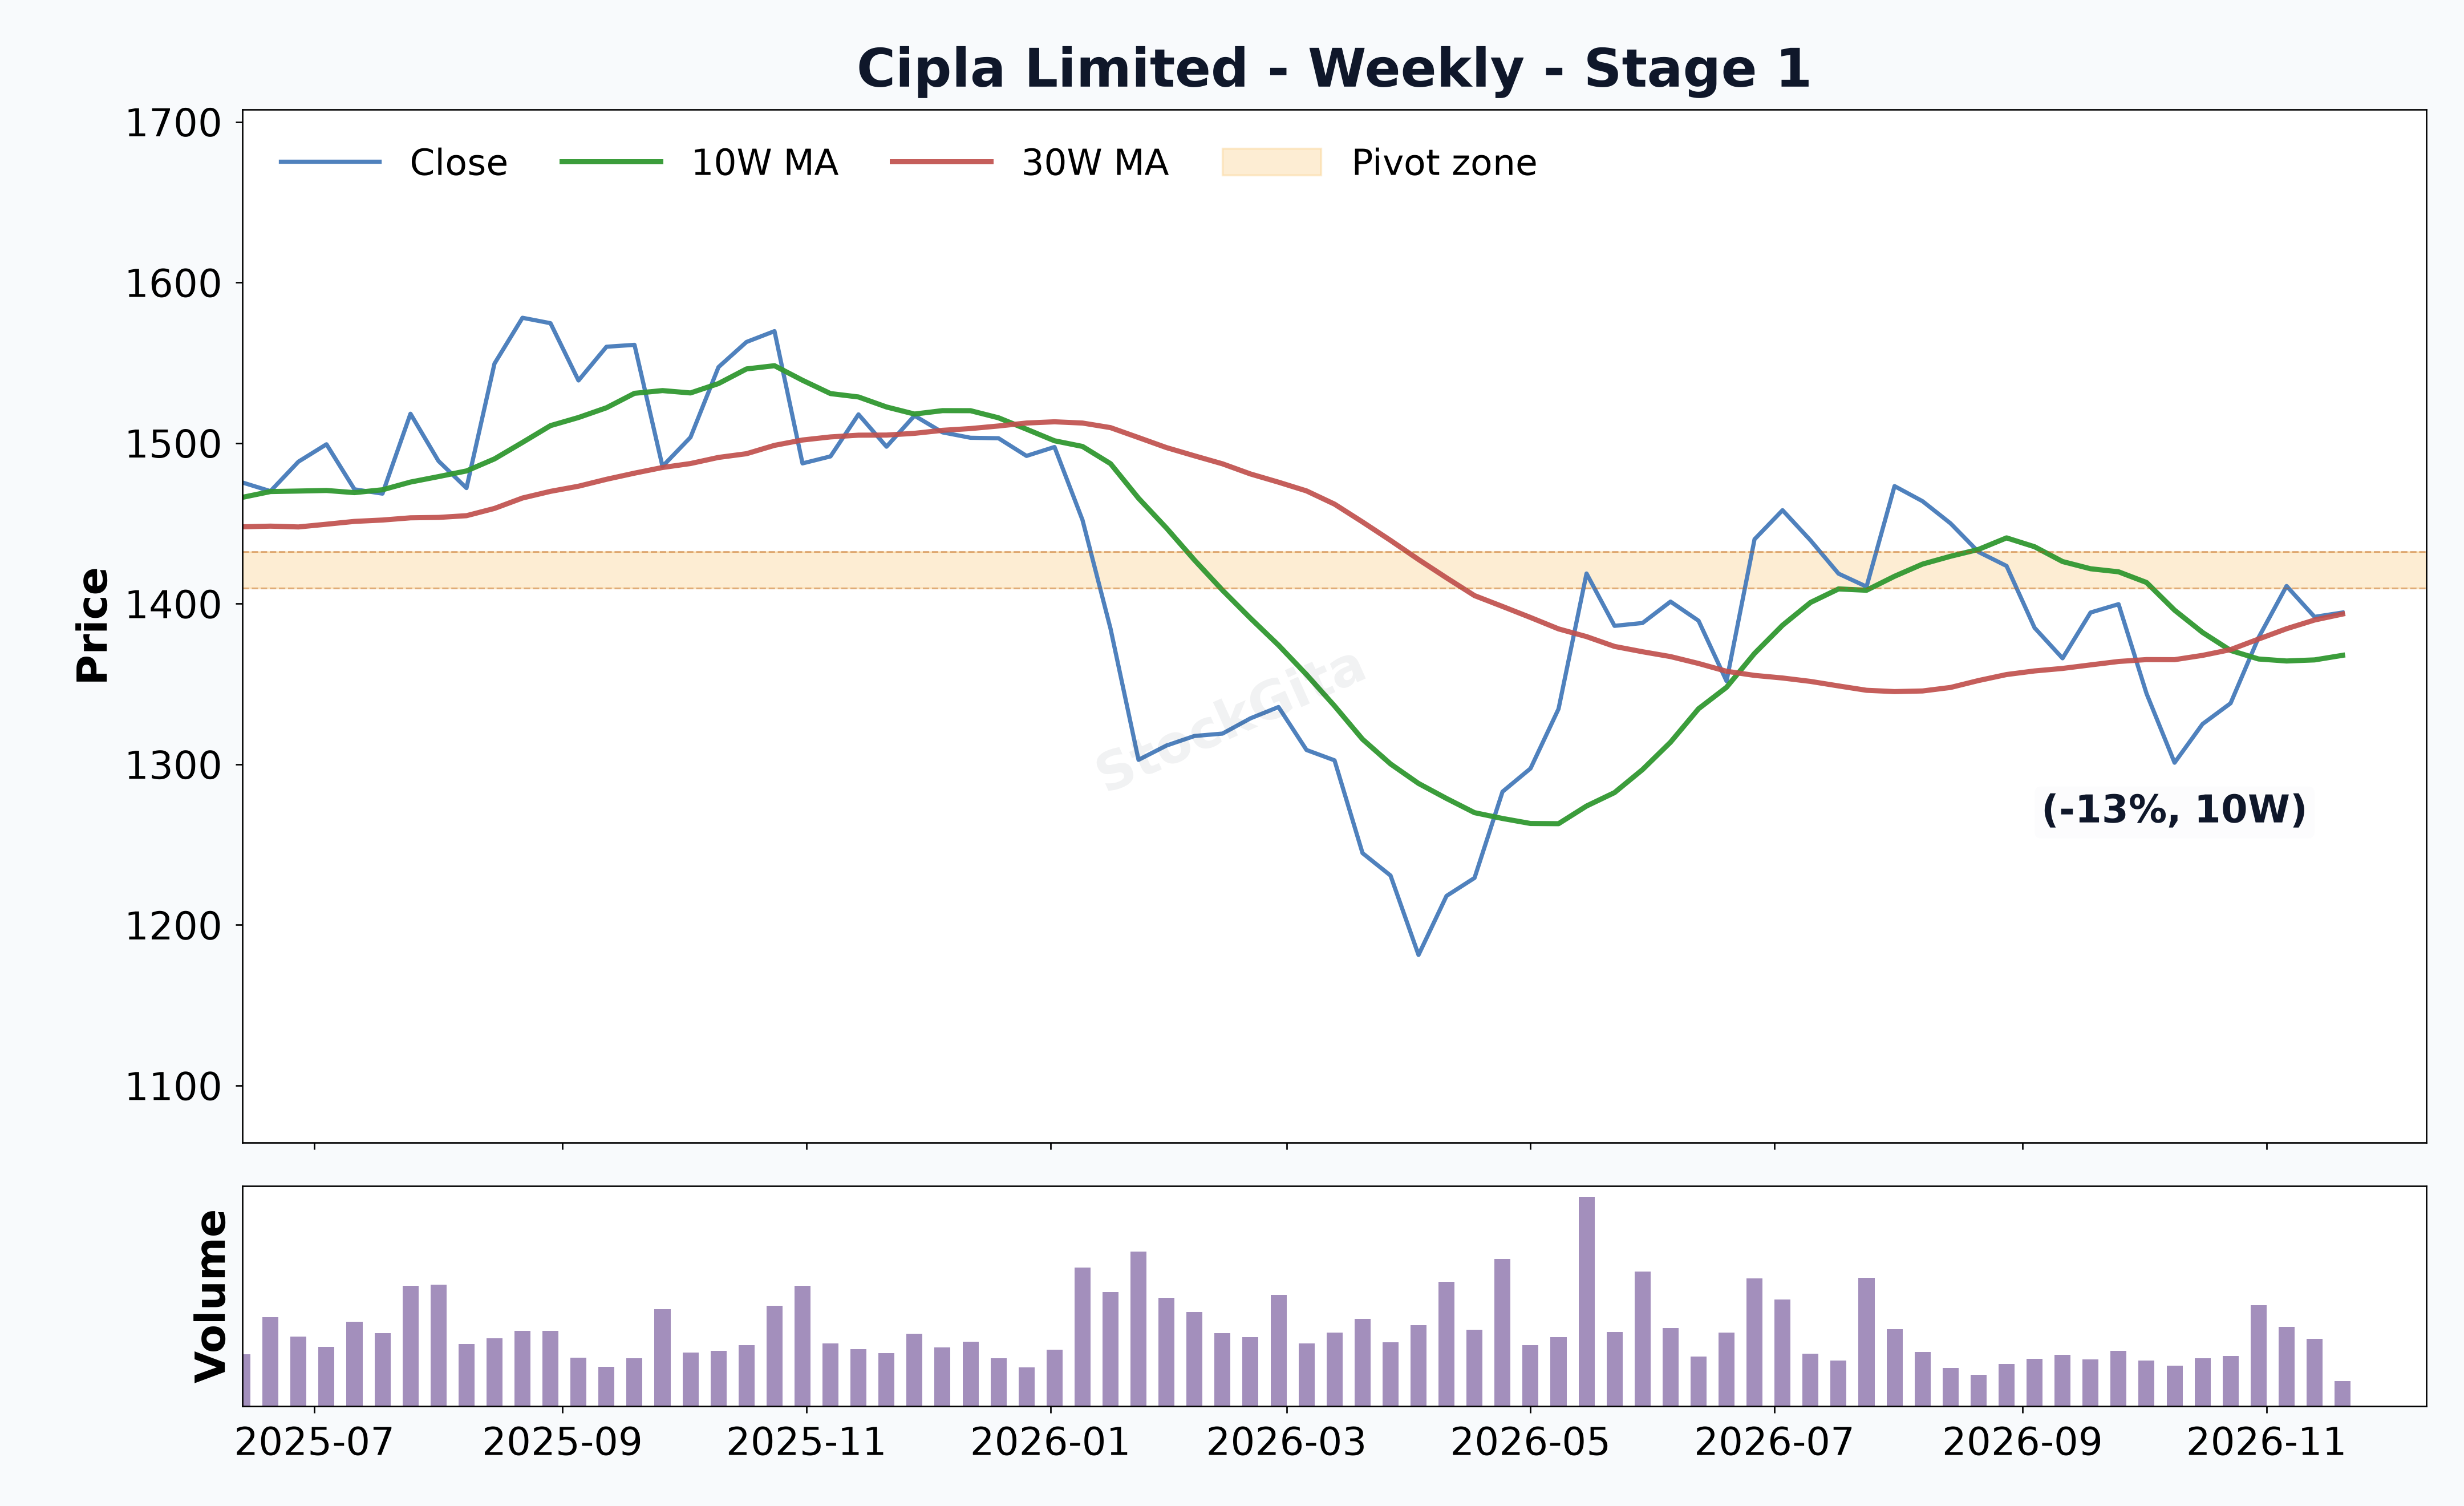 Cipla Limited - Weekly - Stage 1
Close
10W MA
30W MA
Pivot zone
Price
1700
1600
1500
1400
1300
1200
1100
StockGita
(-13%, 10W)
Volume
2025-07
2025-09
2025-11
2026-01
2026-03
2026-05
2026-07
2026-09
2026-11